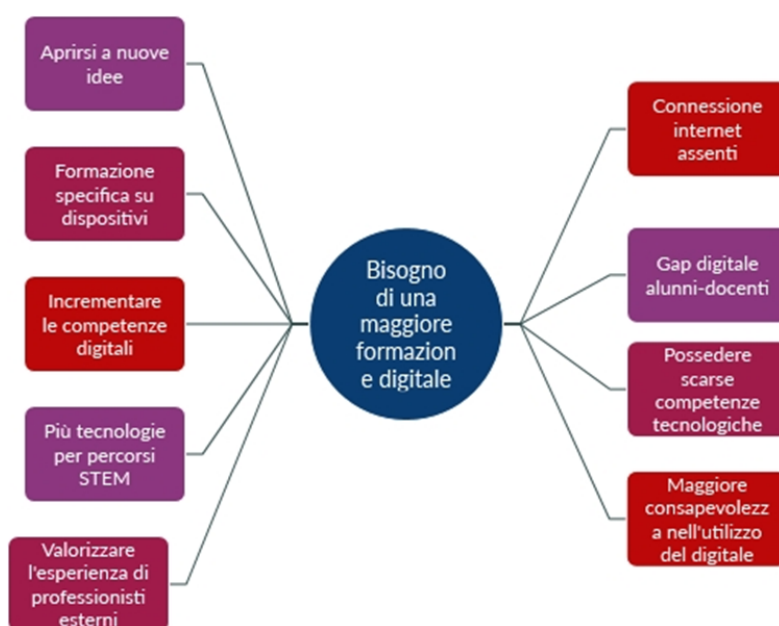 Aprirsi a nuove
idee
Formazione
specifica su
dispositivi
Incrementare
le competenze
digitali
Più tecnologie
per percorsi
STEM
Valorizzare
l'esperienza di
professionisti
esterni
Bisogno
di una
maggiore
formazion
e digitale
Connessione
internet
assenti
Gap digitale
alunni-docenti
Possedere
scarse
competenze
tecnologiche
Maggiore
consapevolezz
a nell'utilizzo
del digitale